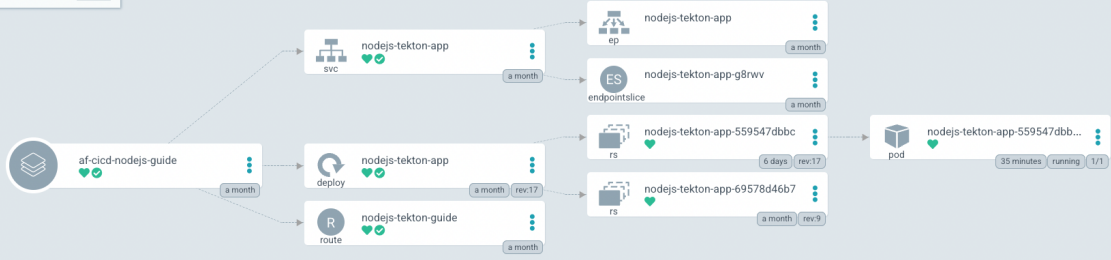 af-cicd-nodejs-guide
a month
svc
nodejs-tekton-app
a month
deploy
nodejs-tekton-app
a month rev:17
R
route
nodejs-tekton-guide
a month
ep
nodejs-tekton-app
a month
ES
endpointslice
nodejs-tekton-app-g8rwv
a month
rs
nodejs-tekton-app-559547dbbc
6 days rev:17
rs
nodejs-tekton-app-69578d46b7
a month rev:9
pod
nodejs-tekton-app-559547dbb...
35 minutes running 1/1